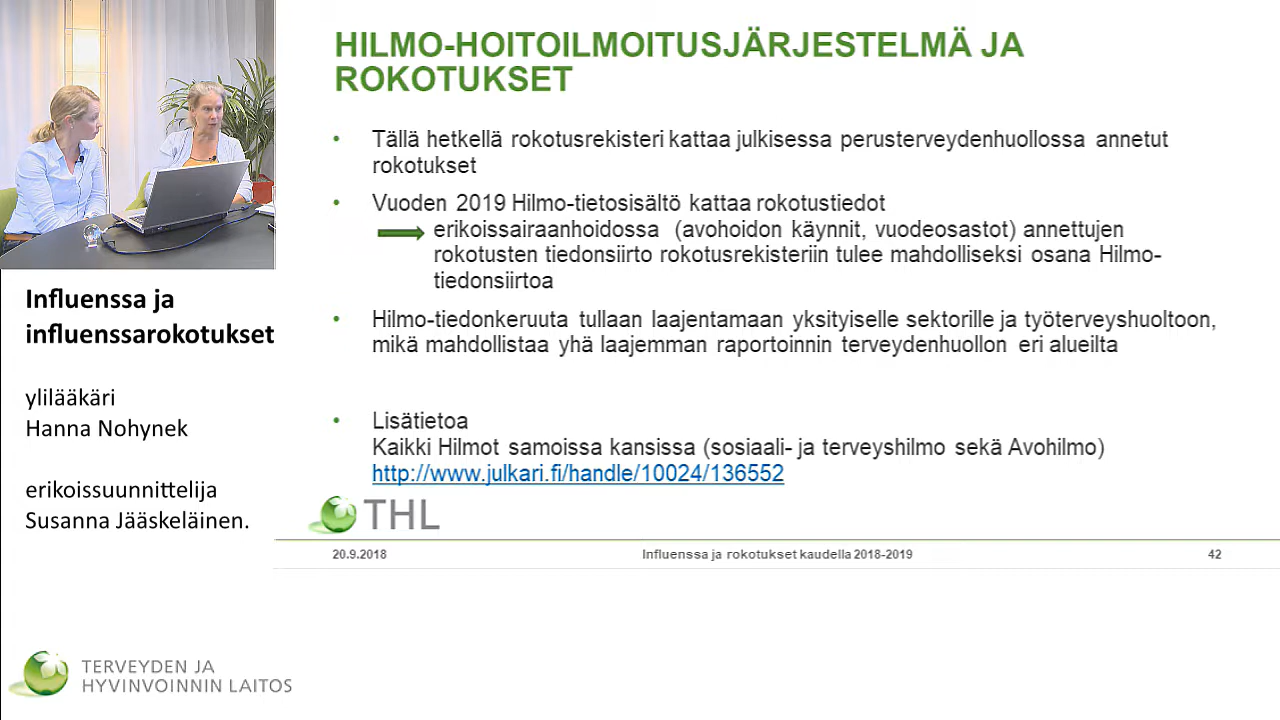 HILMO-HOITOILMOITUSJÄRJESTELMÄ JA
ROKOTUKSET
• Tällä hetkellä rokotusrekisteri kattaa julkisessa perusterveydenhuollossa annetut
rokotukset
• Vuoden 2019 Hilmo-tietosisältö kattaa rokotustiedot
erikoissairaanhoidossa (avohoidon käynnit, vuodeosastot) annettujen
rokotusten tiedonsiirto rokotusrekisteriin tulee mahdolliseksi osana Hilmo-
tiedonsiirtoa
• Hilmo-tiedonkeruuta tullaan laajentamaan yksityiselle sektorille ja työterveyshuoltoon,
mikä mahdollistaa yhä laajemman raportoinnin terveydenhuollon eri alueilta
• Lisätietoa
Kaikki Hilmot samoissa kansissa (sosiaali- ja terveyshilmo sekä Avohilmo)
http://www.julkari.fi/handle/10024/136552
THL
20.9.2018 Influenssa ja rokotukset kaudella 2018-2019 42
Influenssa ja
influenssarokotukset
ylilääkäri
Hanna Nohynek
erikoissuunnittelija
Susanna Jääskeläinen.
TERVEYDEN JA
HYVINVOINNIN LAITOS